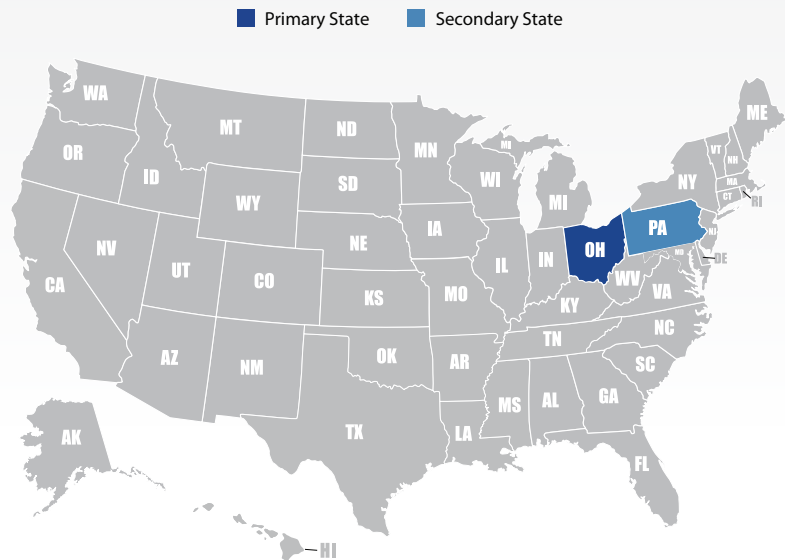 Primary State
Secondary State
WA
MT
ND
MN
MI
ME
OR
ID
SD
WI
VT
NH
WY
MI
NY
MA
CT
RI
NV
NE
IA
OH
PA
NJ
UT
CO
IL
IN
MD
DE
CA
KS
MO
WV
VA
KY
AZ
NM
OK
AR
TN
NC
SC
TX
MS
AL
GA
AK
LA
FL
HI